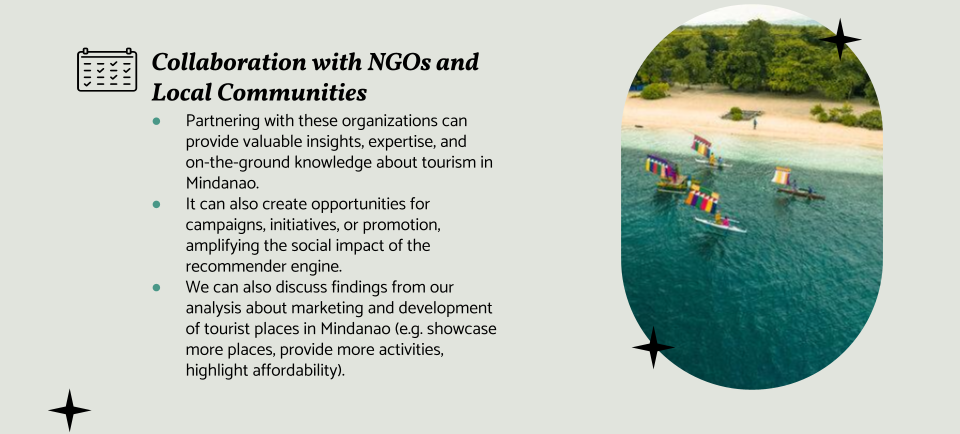 Collaboration with NGOs and
Local Communities
● Partnering with these organizations can
provide valuable insights, expertise, and
on-the-ground knowledge about tourism in
Mindanao.
● It can also create opportunities for
campaigns, initiatives, or promotion,
amplifying the social impact of the
recommender engine.
● We can also discuss findings from our
analysis about marketing and development
of tourist places in Mindanao (e.g. showcase
more places, provide more activities,
highlight affordability).